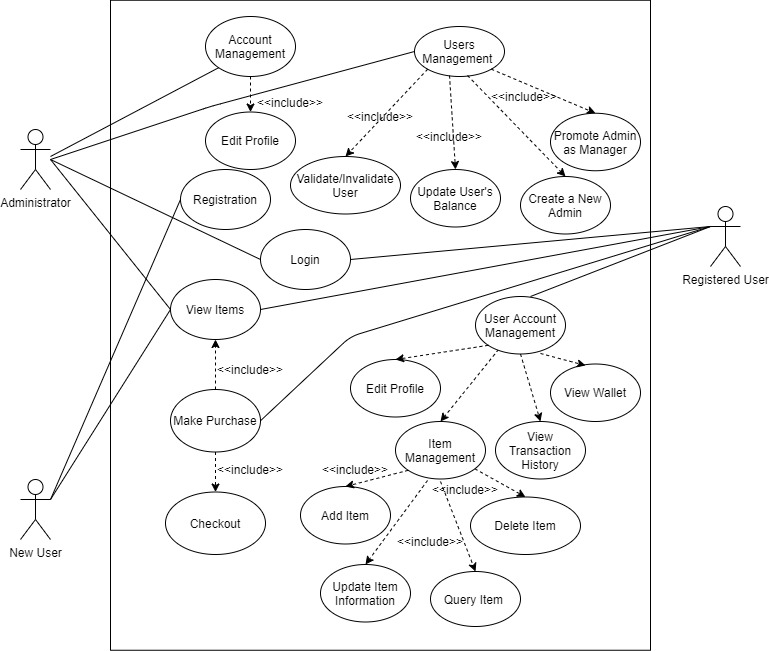 Account
Management
Users
Management
<<include>>
<<include>>
<<include>>
<<include>>
Edit Profile
Promote Admin
as Manager
Administrator
Registration
Validate/Invalidate
User
Update User's
Balance
Create a New
Admin
Login
Registered User
View Items
User Account
Management
<<include>>
Edit Profile
View Wallet
Make Purchase
Item
Management
View
Transaction
History
<<include>>
<<include>>
<<include>>
Add Item
Delete Item
Checkout
New User
<<include>>
Update Item
Information
Query Item